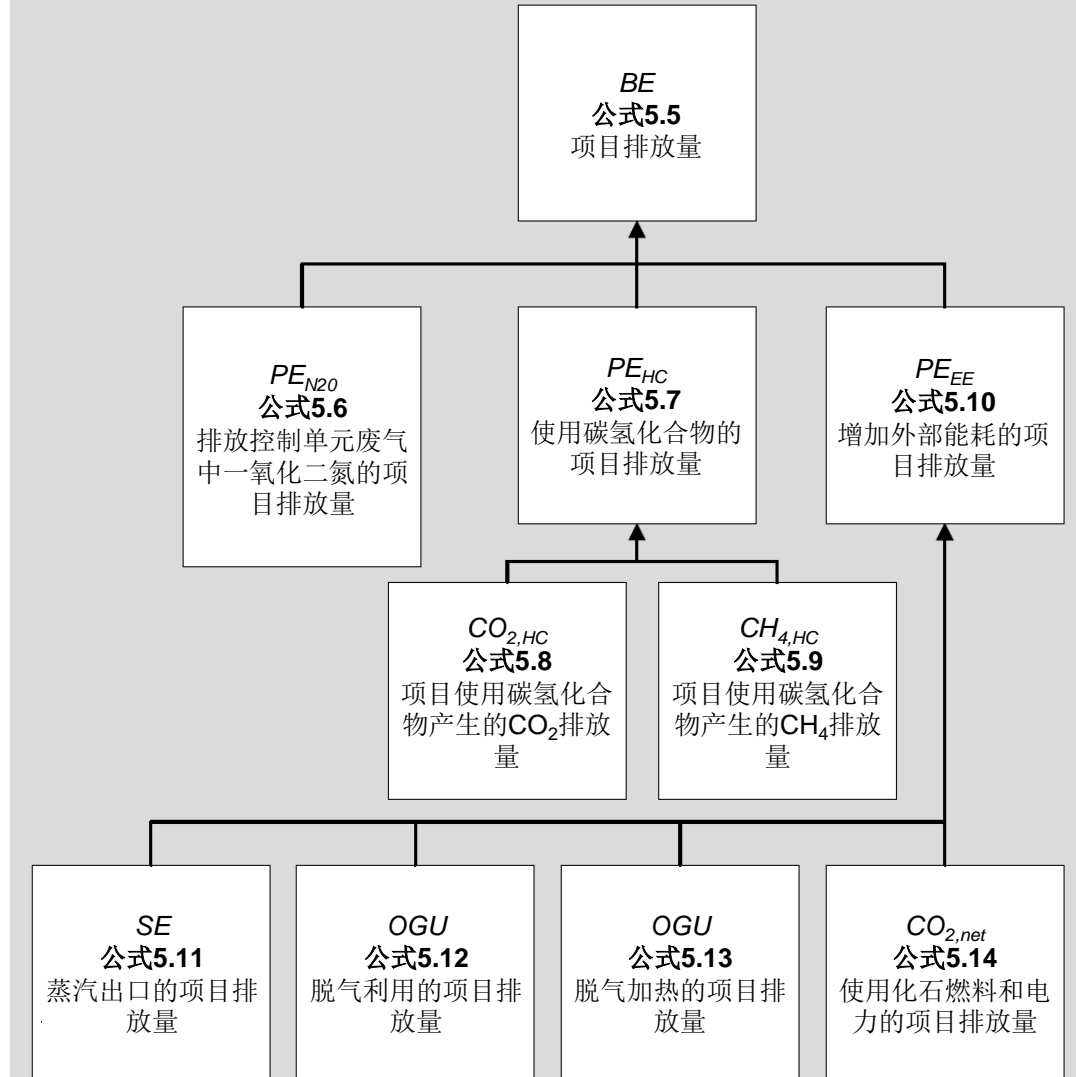 BE
公式5.5
项目排放量
PE_N20
公式5.6
排放控制单元废气
中一氧化二氮的项
目排放量
PE_HC
公式5.7
使用碳氢化合物的
项目排放量
PE_EE
公式5.10
增加外部能耗的项
目排放量
CO₂,HC
公式5.8
项目使用碳氢化合
物产生的CO₂排放
量
CH₄,HC
公式5.9
项目使用碳氢化合
物产生的CH₄排放
量
SE
公式5.11
蒸汽出口的项目排
放量
OGU
公式5.12
脱气利用的项目排
放量
OGU
公式5.13
脱气加热的项目排
放量
CO₂,net
公式5.14
使用化石燃料和电
力的项目排放量